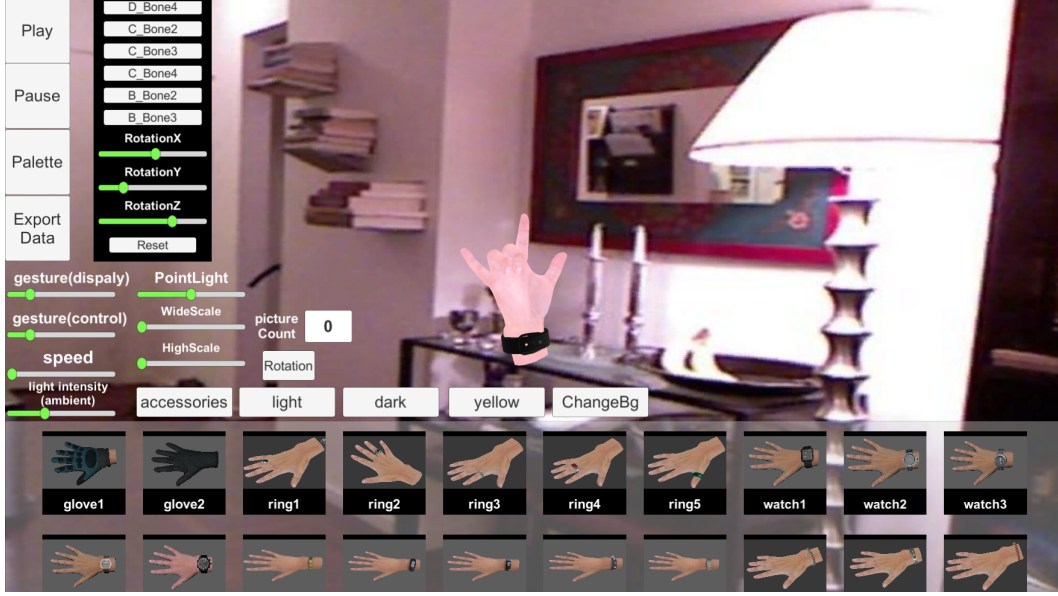 D_Bone4
Play
C_Bone2
C_Bone3
C_Bone4
Pause
B_Bone2
B_Bone3
RotationX
Palette
RotationY
RotationZ
Export
Data
Reset
gesture(dispaly)
PointLight
gesture(control)
WideScale
picture
Count
0
speed
HighScale
Rotation
light intensity
(ambient)
accessories
light
dark
yellow
ChangeBg
glove1
glove2
ring1
ring2
ring3
ring4
ring5
watch1
watch2
watch3